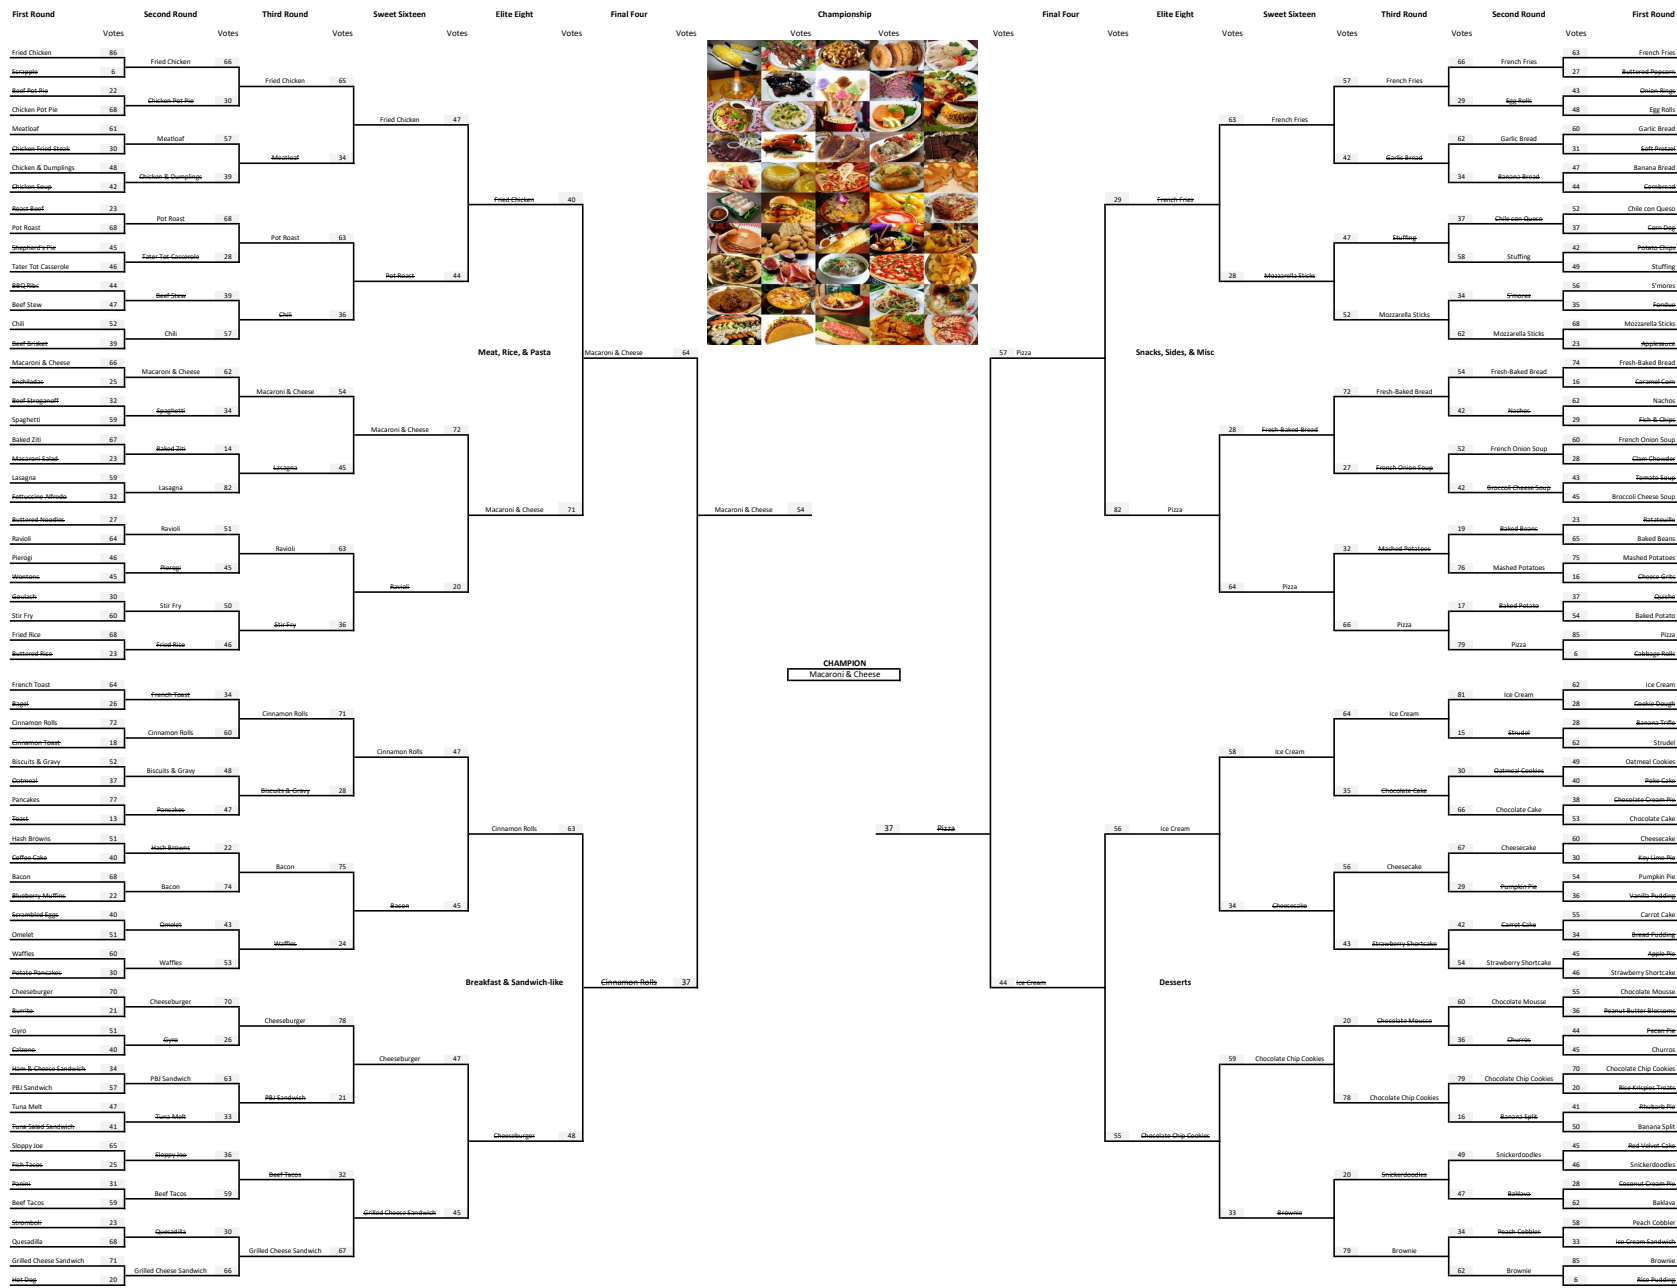 First Round Second Round Third Round Sweet Sixteen Elite Eight Final Four Championship Final Four Elite Eight Sweet Sixteen Third Round Second Round First Round
Votes Votes Votes Votes Votes Votes Votes Votes Votes Votes Votes Votes Votes Votes
Fried Chicken 86
Scrapple 6
Beef Pot Pie 22
Chicken Pot Pie 68
Meatloaf 61
Chicken Fried Steak 30
Chicken & Dumplings 48
Chicken Soup 42
Roast Beef 23
Pot Roast 68
Shepherd's Pie 45
Tater Tot Casserole 46
BBQ Ribs 44
Beef Stew 47
Chili 52
Beef Brisket 39
Macaroni & Cheese 66
Enchiladas 25
Beef Stroganoff 32
Spaghetti 59
Baked Ziti 67
Macaroni Salad 23
Lasagna 59
Fettuccine Alfredo 32
Buttered Noodles 27
Ravioli 64
Pierogi 46
Wontons 45
Goulash 30
Stir Fry 60
Fried Rice 68
Buttered Rice 23
French Toast 64
Bagel 26
Cinnamon Rolls 72
Cinnamon Toast 18
Biscuits & Gravy 52
Oatmeal 37
Pancakes 77
Toast 13
Hash Browns 51
Coffee Cake 40
Bacon 68
Blueberry Muffins 22
Scrambled Eggs 40
Omelet 51
Waffles 60
Potato Pancakes 30
Cheeseburger 70
Burrito 21
Gyro 51
Calzone 40
Ham & Cheese Sandwich 34
PBJ Sandwich 57
Tuna Melt 47
Tuna Salad Sandwich 41
Sloppy Joe 65
Fish Tacos 25
Panini 31
Beef Tacos 59
Stromboli 23
Quesadilla 68
Grilled Cheese Sandwich 71
Hot Dog 20
Fried Chicken 66
Chicken Pot Pie 30
Meatloaf 57
Chicken & Dumplings 39
Pot Roast 68
Tater Tot Casserole 28
Beef Stew 39
Chili 57
Macaroni & Cheese 62
Spaghetti 34
Baked Ziti 14
Lasagna 82
Ravioli 51
Pierogi 45
Stir Fry 50
Fried Rice 46
French Toast 34
Cinnamon Rolls 60
Biscuits & Gravy 48
Pancakes 47
Hash Browns 22
Bacon 74
Omelet 43
Waffles 53
Cheeseburger 70
Gyro 26
PBJ Sandwich 63
Tuna Melt 33
Sloppy Joe 36
Beef Tacos 59
Quesadilla 30
Grilled Cheese Sandwich 66
Fried Chicken 65
Meatloaf 34
Pot Roast 63
Chili 36
Macaroni & Cheese 54
Lasagna 45
Ravioli 63
Stir Fry 36
Cinnamon Rolls 71
Biscuits & Gravy 28
Bacon 75
Waffles 24
Cheeseburger 78
PBJ Sandwich 21
Beef Tacos 32
Grilled Cheese Sandwich 67
Fried Chicken 47
Pot Roast 44
Macaroni & Cheese 72
Ravioli 20
Cinnamon Rolls 47
Bacon 45
Cheeseburger 47
Grilled Cheese Sandwich 45
Fried Chicken 40
Meat, Rice, & Pasta
Macaroni & Cheese 71
Cinnamon Rolls 63
Breakfast & Sandwich-like
Cheeseburger 48
Macaroni & Cheese 64
Cinnamon Rolls 37
Macaroni & Cheese 54
CHAMPION
Macaroni & Cheese
37 Pizza
57 Pizza
44 Ice Cream
29 French Fries
Snacks, Sides, & Misc
82 Pizza
56 Ice Cream
Desserts
55 Chocolate Chip Cookies
63 French Fries
28 Mozzarella Sticks
28 Fresh-Baked Bread
64 Pizza
58 Ice Cream
34 Cheesecake
59 Chocolate Chip Cookies
33 Brownie
57 French Fries
42 Garlic Bread
47 Stuffing
52 Mozzarella Sticks
72 Fresh-Baked Bread
27 French Onion Soup
32 Mashed Potatoes
66 Pizza
64 Ice Cream
35 Chocolate Cake
56 Cheesecake
43 Strawberry Shortcake
20 Chocolate Mousse
78 Chocolate Chip Cookies
20 Snickerdoodles
79 Brownie
66 French Fries
29 Egg Rolls
62 Garlic Bread
34 Banana Bread
37 Chile con Queso
58 Stuffing
34 S'mores
62 Mozzarella Sticks
54 Fresh-Baked Bread
42 Nachos
52 French Onion Soup
42 Broccoli Cheese Soup
19 Baked Beans
76 Mashed Potatoes
17 Baked Potato
79 Pizza
81 Ice Cream
15 Strudel
30 Oatmeal Cookies
66 Chocolate Cake
67 Cheesecake
29 Pumpkin Pie
42 Carrot Cake
54 Strawberry Shortcake
60 Chocolate Mousse
36 Churros
79 Chocolate Chip Cookies
16 Banana Split
49 Snickerdoodles
47 Baklava
34 Peach Cobbler
62 Brownie
63 French Fries
27 Buttered Popcorn
43 Onion Rings
48 Egg Rolls
60 Garlic Bread
31 Soft Pretzel
47 Banana Bread
44 Cornbread
52 Chile con Queso
37 Corn Dog
42 Potato Chips
49 Stuffing
56 S'mores
35 Fondue
68 Mozzarella Sticks
23 Applesauce
74 Fresh-Baked Bread
16 Caramel Corn
62 Nachos
29 Fish & Chips
60 French Onion Soup
28 Clam Chowder
43 Tomato Soup
45 Broccoli Cheese Soup
23 Ratatouille
65 Baked Beans
75 Mashed Potatoes
16 Cheese Grits
37 Quiche
54 Baked Potato
85 Pizza
6 Cabbage Rolls
62 Ice Cream
28 Cookie Dough
28 Banana Trifle
62 Strudel
49 Oatmeal Cookies
40 Poke Cake
38 Chocolate Cream Pie
53 Chocolate Cake
60 Cheesecake
30 Key Lime Pie
54 Pumpkin Pie
36 Vanilla Pudding
55 Carrot Cake
34 Bread Pudding
45 Apple Pie
46 Strawberry Shortcake
55 Chocolate Mousse
36 Peanut Butter Blossoms
44 Pecan Pie
45 Churros
70 Chocolate Chip Cookies
20 Rice Krispies Treats
41 Rhubarb Pie
50 Banana Split
45 Red Velvet Cake
46 Snickerdoodles
28 Coconut Cream Pie
62 Baklava
58 Peach Cobbler
33 Ice Cream Sandwich
85 Brownie
6 Rice Pudding